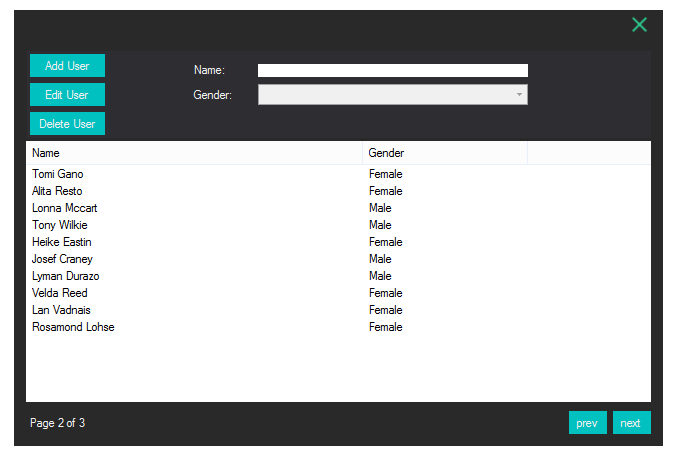 Add User
Name:
Edit User
Gender:
Delete User
Name Gender
Tomi Gano Female
Alita Resto Female
Lonna Mccart Male
Tony Wilkie Male
Heike Eastin Female
Josef Craney Male
Lyman Durazo Male
Velda Reed Female
Lan Vadnais Female
Rosamond Lohse Female
Page 2 of 3 prev next